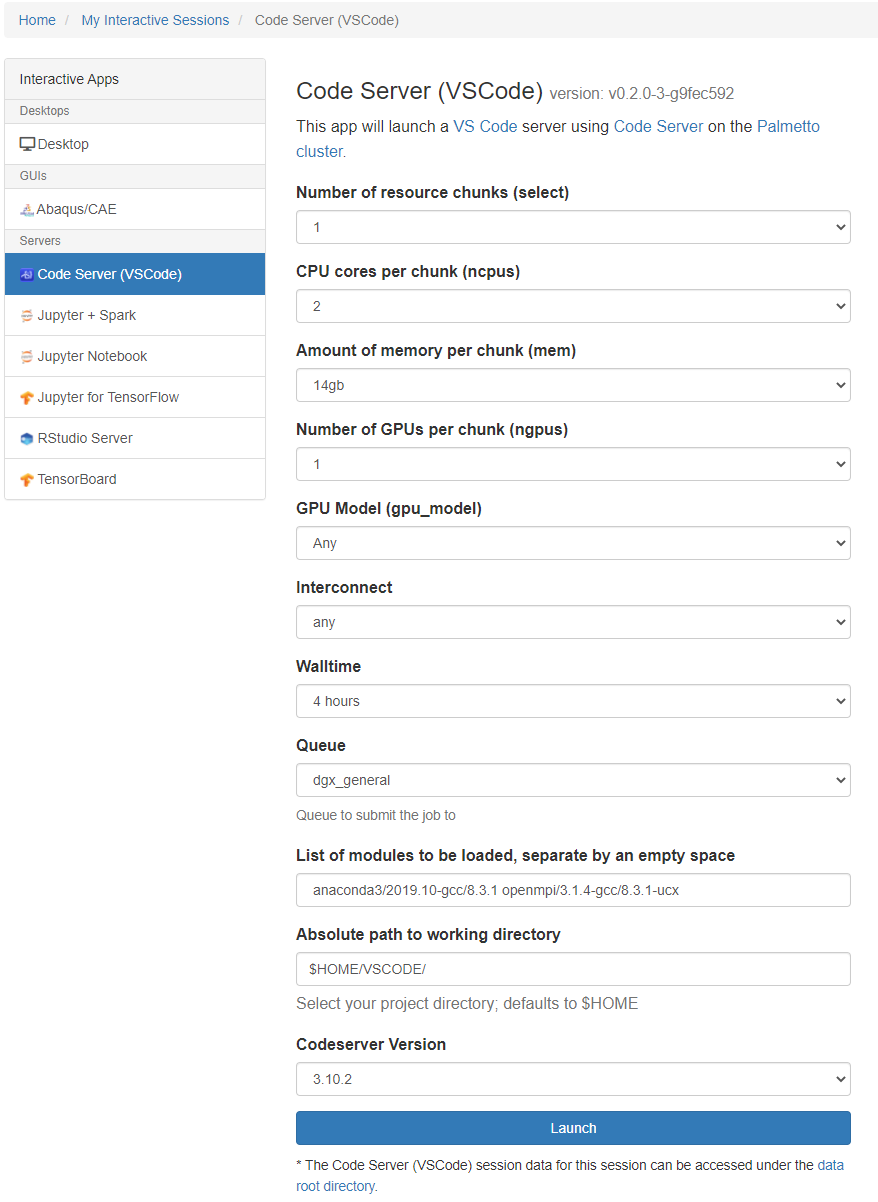 Home / My Interactive Sessions / Code Server (VSCode)
Interactive Apps
Desktops
Desktop
GUIs
Abaqus/CAE
Servers
Code Server (VSCode)
Jupyter + Spark
Jupyter Notebook
Jupyter for TensorFlow
RStudio Server
TensorBoard
Code Server (VSCode) version: v0.2.0-3-g9fec592
This app will launch a VS Code server using Code Server on the Palmetto
cluster.
Number of resource chunks (select)
1
CPU cores per chunk (ncpus)
2
Amount of memory per chunk (mem)
14gb
Number of GPUs per chunk (ngpus)
1
GPU Model (gpu_model)
Any
Interconnect
any
Walltime
4 hours
Queue
dgx_general
Queue to submit the job to
List of modules to be loaded, separate by an empty space
anaconda3/2019.10-gcc/8.3.1 openmpi/3.1.4-gcc/8.3.1-ucx
Absolute path to working directory
$HOME/VSCODE/
Select your project directory; defaults to $HOME
Codeserver Version
3.10.2
Launch
* The Code Server (VSCode) session data for this session can be accessed under the data
root directory.